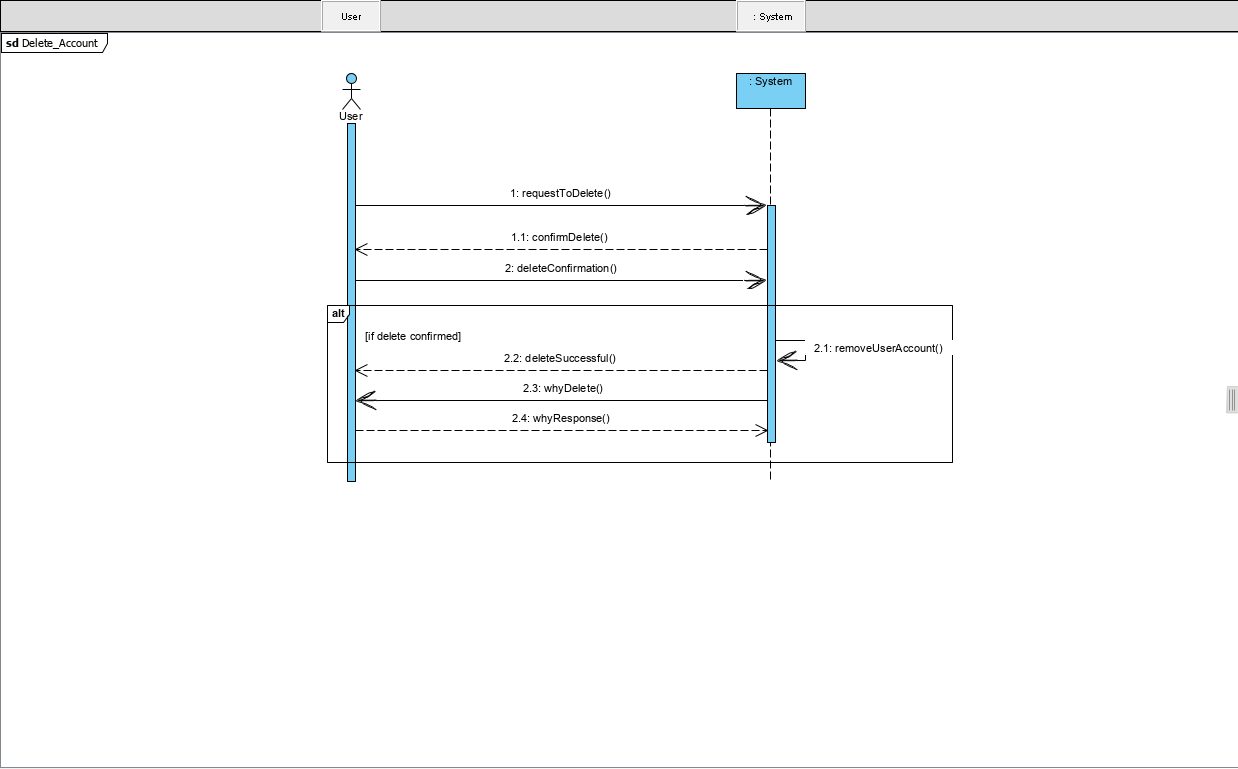 User
: System
sd Delete_Account
: System
User
1: requestToDelete()
1.1: confirmDelete()
2: deleteConfirmation()
alt
[if delete confirmed]
2.1: removeUserAccount()
2.2: deleteSuccessful()
2.3: whyDelete()
2.4: whyResponse()